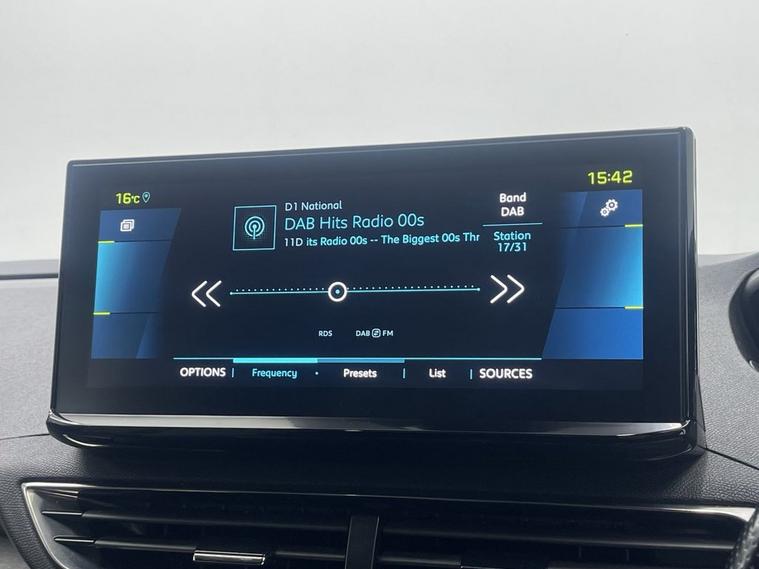 16°C
15:42
D1 National
DAB Hits Radio 00s
11D its Radio 00s -- The Biggest 00s Thr
Band
DAB
Station
17/31
RDS
DAB FM
OPTIONS | Frequency • Presets | List | SOURCES